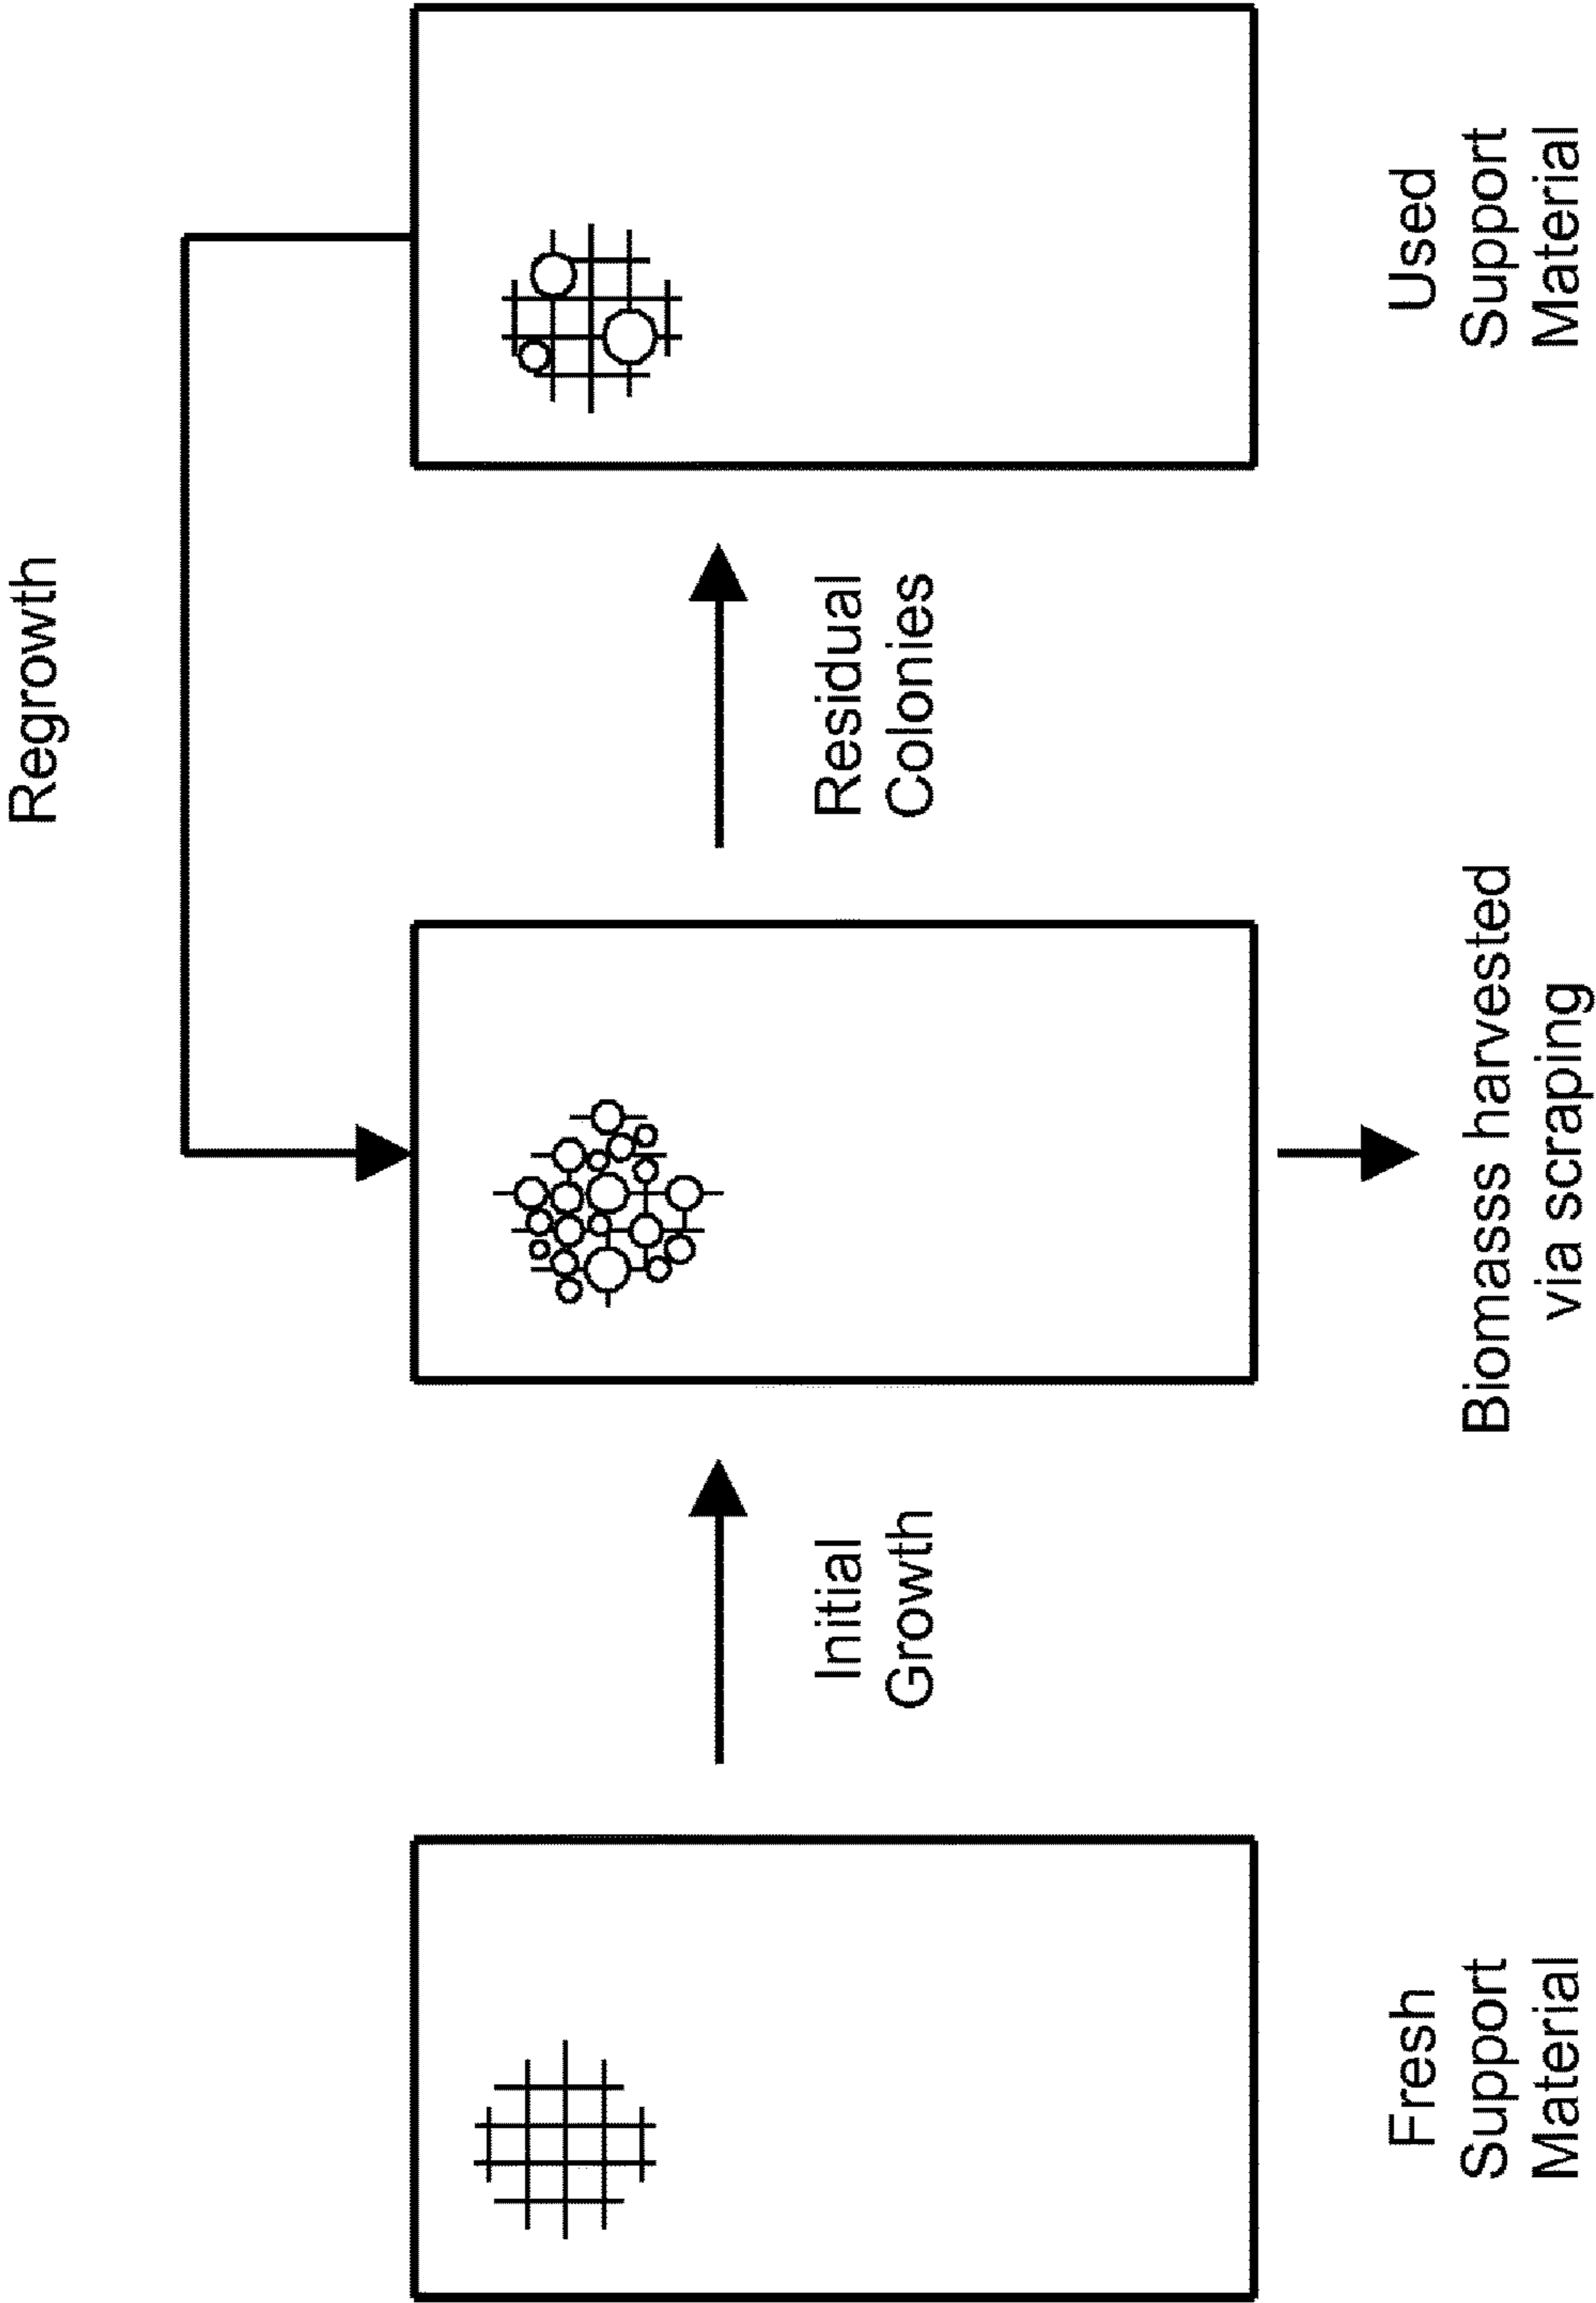 Regrowth
Initial
Growth
Residual
Colonies
Fresh
Support
Material
Biomasss harvested
via scraping
Used
Support
Material